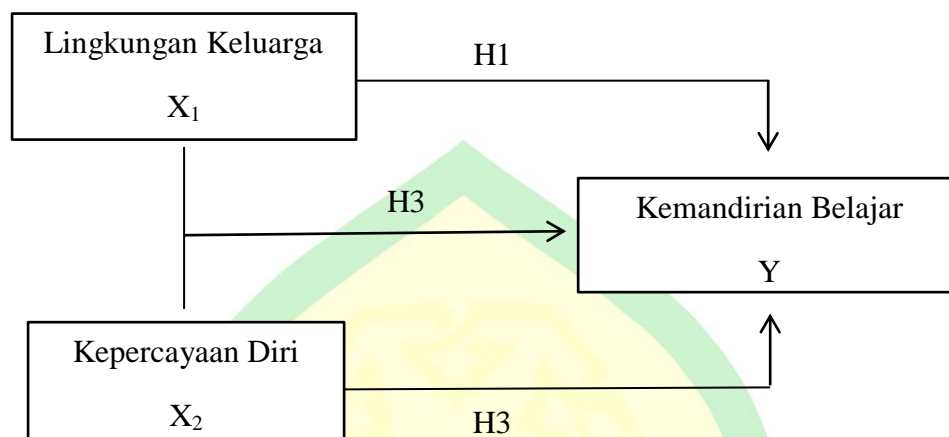 Lingkungan Keluarga
X₁
H1
H3
Kemandirian Belajar
Y
Kepercayaan Diri
X₂
H3